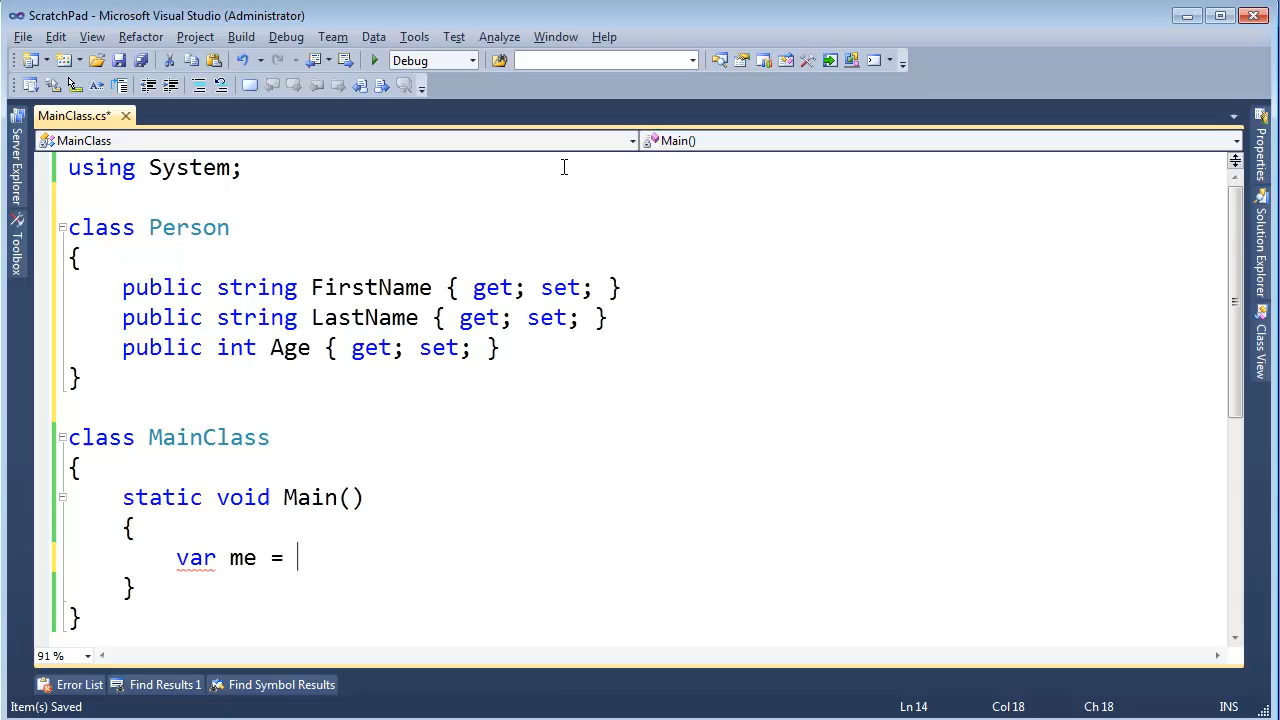 ScratchPad - Microsoft Visual Studio (Administrator)
File Edit View Refactor Project Build Debug Team Data Tools Test Analyze Window Help
Debug
MainClass.cs*
MainClass Main()
Server Explorer
Toolbox
using System;
class Person
{
public string FirstName { get; set; }
public string LastName { get; set; }
public int Age { get; set; }
}
class MainClass
{
static void Main()
{
var me =
}
}
Properties
Solution Explorer
Class View
91 %
Error List Find Results 1 Find Symbol Results
Item(s) Saved Ln 14 Col 18 Ch 18 INS